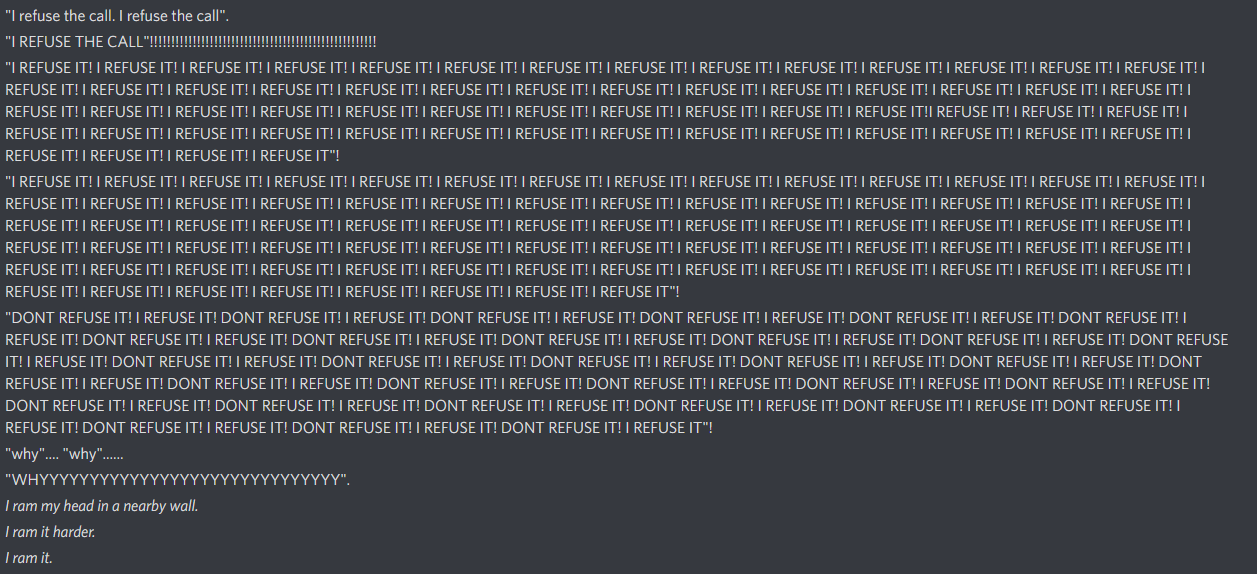 "I refuse the call. I refuse the call".
"I REFUSE THE CALL"!!!!!!!!!!!!!!!!!!!!!!!!!!!!!!!!!!!!!!!!!!!!!!!!!!!!!
"I REFUSE IT! I REFUSE IT! I REFUSE IT! I REFUSE IT! I REFUSE IT! I REFUSE IT! I REFUSE IT! I REFUSE IT! I REFUSE IT! I REFUSE IT! I REFUSE IT! I REFUSE IT! I REFUSE IT! I REFUSE IT! I
REFUSE IT! I REFUSE IT! I REFUSE IT! I REFUSE IT! I REFUSE IT! I REFUSE IT! I REFUSE IT! I REFUSE IT! I REFUSE IT! I REFUSE IT! I REFUSE IT! I REFUSE IT! I REFUSE IT! I REFUSE IT! I
REFUSE IT! I REFUSE IT! I REFUSE IT! I REFUSE IT! I REFUSE IT! I REFUSE IT! I REFUSE IT! I REFUSE IT! I REFUSE IT! I REFUSE IT! I REFUSE IT!I REFUSE IT! I REFUSE IT! I REFUSE IT! I
REFUSE IT! I REFUSE IT! I REFUSE IT! I REFUSE IT! I REFUSE IT! I REFUSE IT! I REFUSE IT! I REFUSE IT! I REFUSE IT! I REFUSE IT! I REFUSE IT! I REFUSE IT! I REFUSE IT! I REFUSE IT! I
REFUSE IT! I REFUSE IT! I REFUSE IT! I REFUSE IT"!
"I REFUSE IT! I REFUSE IT! I REFUSE IT! I REFUSE IT! I REFUSE IT! I REFUSE IT! I REFUSE IT! I REFUSE IT! I REFUSE IT! I REFUSE IT! I REFUSE IT! I REFUSE IT! I REFUSE IT! I REFUSE IT! I
REFUSE IT! I REFUSE IT! I REFUSE IT! I REFUSE IT! I REFUSE IT! I REFUSE IT! I REFUSE IT! I REFUSE IT! I REFUSE IT! I REFUSE IT! I REFUSE IT! I REFUSE IT! I REFUSE IT! I REFUSE IT! I
REFUSE IT! I REFUSE IT! I REFUSE IT! I REFUSE IT! I REFUSE IT! I REFUSE IT! I REFUSE IT! I REFUSE IT! I REFUSE IT! I REFUSE IT! I REFUSE IT! I REFUSE IT! I REFUSE IT! I REFUSE IT! I
REFUSE IT! I REFUSE IT! I REFUSE IT! I REFUSE IT! I REFUSE IT! I REFUSE IT! I REFUSE IT! I REFUSE IT! I REFUSE IT! I REFUSE IT! I REFUSE IT! I REFUSE IT! I REFUSE IT! I REFUSE IT! I
REFUSE IT! I REFUSE IT! I REFUSE IT! I REFUSE IT! I REFUSE IT! I REFUSE IT! I REFUSE IT! I REFUSE IT! I REFUSE IT! I REFUSE IT! I REFUSE IT! I REFUSE IT! I REFUSE IT! I REFUSE IT! I
REFUSE IT! I REFUSE IT! I REFUSE IT! I REFUSE IT! I REFUSE IT! I REFUSE IT! I REFUSE IT! I REFUSE IT"!
"DONT REFUSE IT! I REFUSE IT! DONT REFUSE IT! I REFUSE IT! DONT REFUSE IT! I REFUSE IT! DONT REFUSE IT! I REFUSE IT! DONT REFUSE IT! I REFUSE IT! DONT REFUSE IT! I
REFUSE IT! DONT REFUSE IT! I REFUSE IT! DONT REFUSE IT! I REFUSE IT! DONT REFUSE IT! I REFUSE IT! DONT REFUSE IT! I REFUSE IT! DONT REFUSE IT! I REFUSE IT! DONT REFUSE
IT! I REFUSE IT! DONT REFUSE IT! I REFUSE IT! DONT REFUSE IT! I REFUSE IT! DONT REFUSE IT! I REFUSE IT! DONT REFUSE IT! I REFUSE IT! DONT REFUSE IT! I REFUSE IT! DONT
REFUSE IT! I REFUSE IT! DONT REFUSE IT! I REFUSE IT! DONT REFUSE IT! I REFUSE IT! DONT REFUSE IT! I REFUSE IT! DONT REFUSE IT! I REFUSE IT! DONT REFUSE IT! I REFUSE IT!
DONT REFUSE IT! I REFUSE IT! DONT REFUSE IT! I REFUSE IT! DONT REFUSE IT! I REFUSE IT! DONT REFUSE IT! I REFUSE IT! DONT REFUSE IT! I REFUSE IT! DONT REFUSE IT! I
REFUSE IT! DONT REFUSE IT! I REFUSE IT! DONT REFUSE IT! I REFUSE IT! DONT REFUSE IT! I REFUSE IT"!
"why".... "why"......
"WHYYYYYYYYYYYYYYYYYYYYYYYYYYYYYY".
I ram my head in a nearby wall.
I ram it harder.
I ram it.